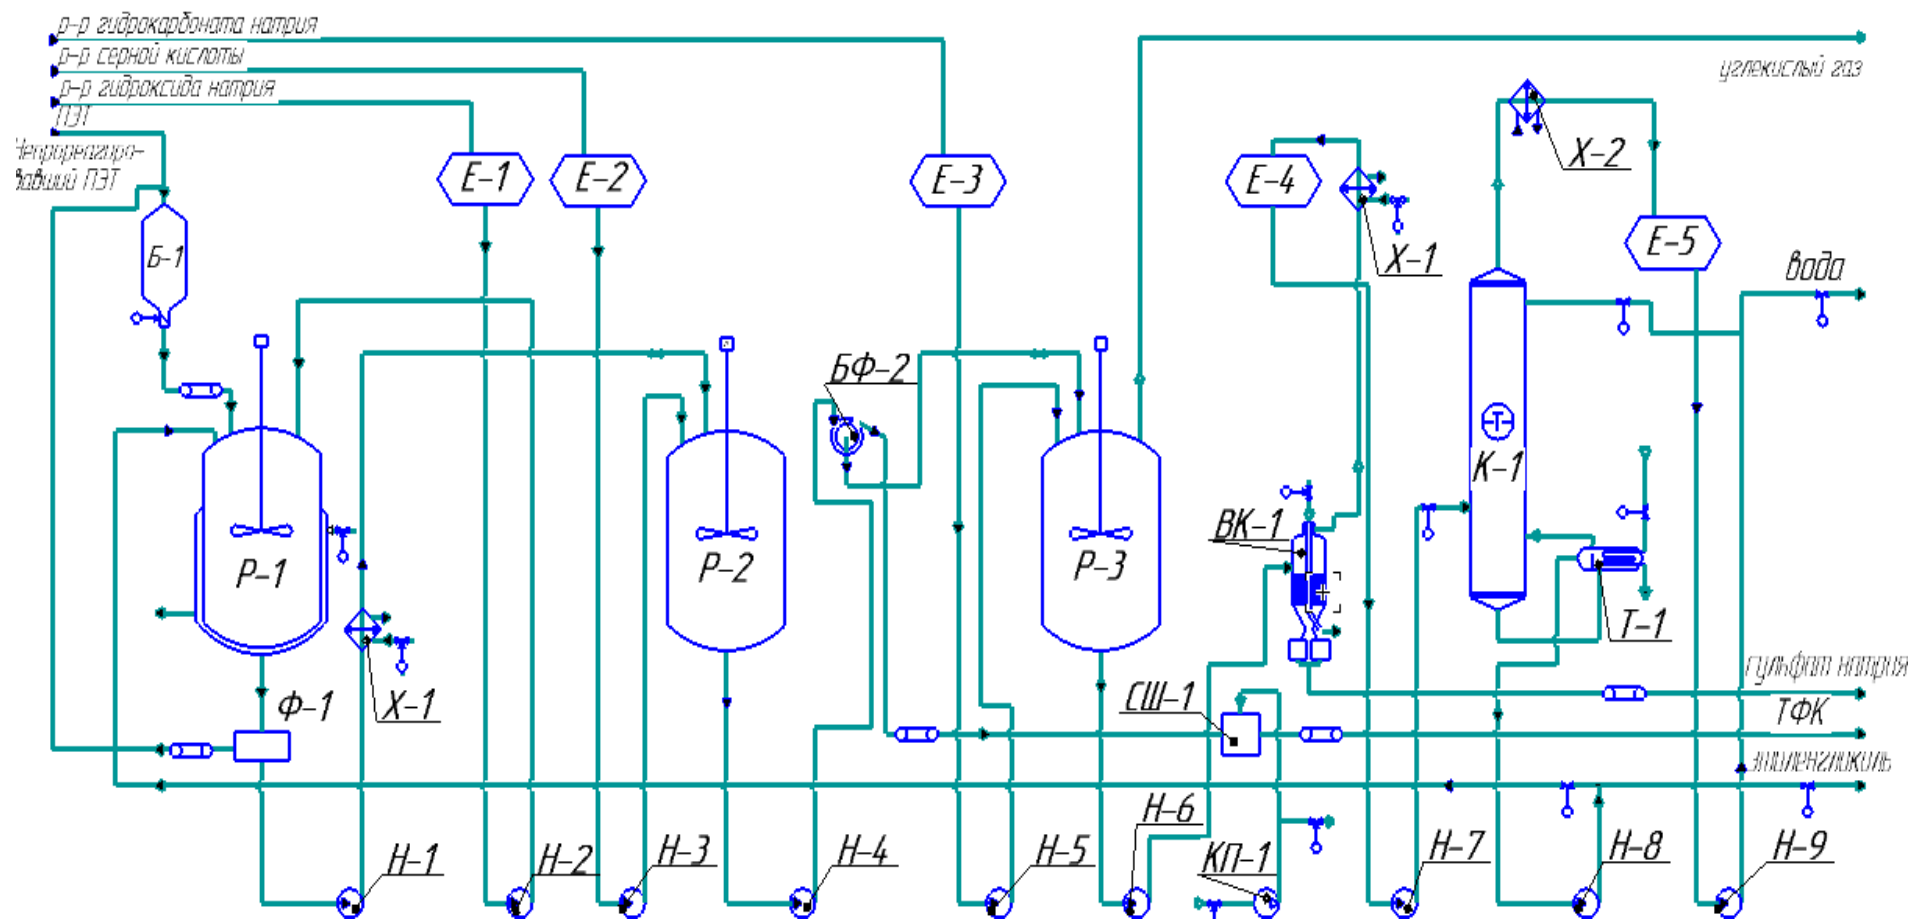 р-р гидрокарбоната натрия
р-р серной кислоты
р-р гидроксида натрия
ПЭТ
Непрореагиро-
вавший ПЭТ
углекислый газ
Е-1
Е-2
Е-3
Е-4
Х-1
Х-2
Е-5
вода
Б-1
БФ-2
Т
К-1
ВК-1
Р-1
Р-2
Р-3
Т-1
Ф-1
Х-1
СШ-1
сульфат натрия
ТФК
этиленгликоль
Н-1
Н-2
Н-3
Н-4
Н-5
Н-6
КП-1
Н-7
Н-8
Н-9